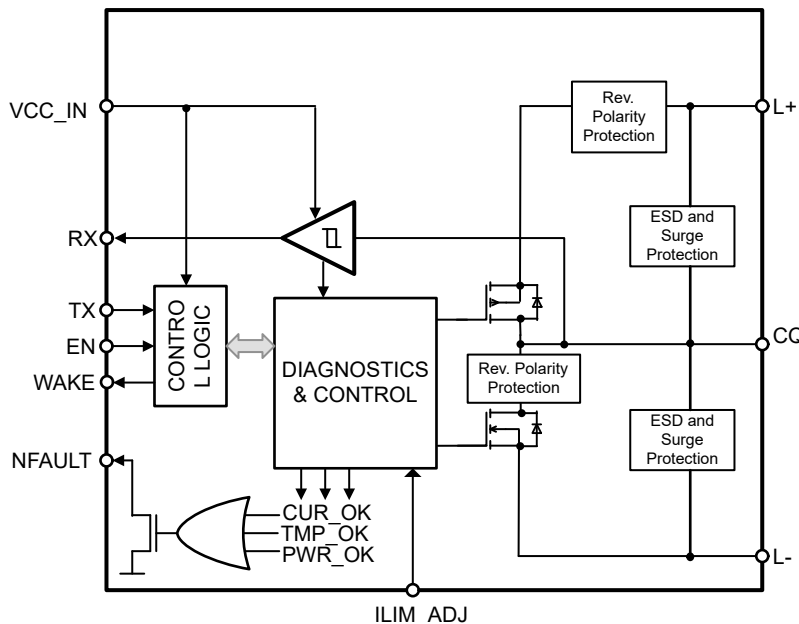 VCC_IN
Rev.
Polarity
Protection
L+
RX
ESD and
Surge
Protection
TX
EN
WAKE
CONTRO
L LOGIC
DIAGNOSTICS
& CONTROL
CQ
Rev. Polarity
Protection
ESD and
Surge
Protection
NFAULT
CUR_OK
TMP_OK
PWR_OK
L-
ILIM_ADJ